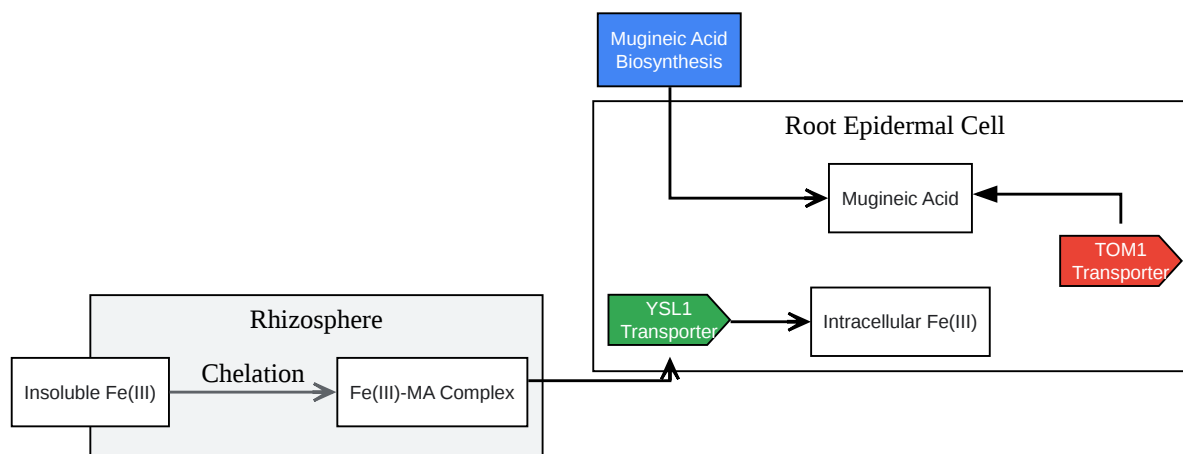 Mugineic Acid
Biosynthesis
Root Epidermal Cell
Mugineic Acid
TOM1
Transporter
YSL1
Transporter
Intracellular Fe(III)
Rhizosphere
Chelation
Insoluble Fe(III)
Fe(III)-MA Complex